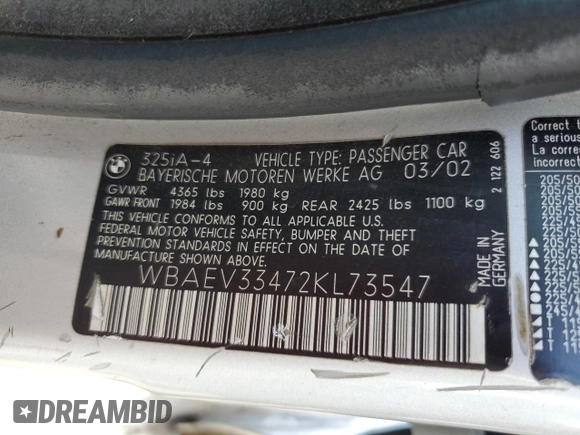 BMW
325iA-4 VEHICLE TYPE: PASSENGER CAR
BAYERISCHE MOTOREN WERKE AG 03/02
GVWR 4365 lbs 1980 kg
GAWR FRONT 1984 lbs 900 kg REAR 2425 lbs 1100 kg
THIS VEHICLE CONFORMS TO ALL APPLICABLE U.S.
FEDERAL MOTOR VEHICLE SAFETY, BUMPER AND THEFT
PREVENTION STANDARDS IN EFFECT ON THE DATE OF
MANUFACTURE SHOWN ABOVE.
WBAEV33472KL73547
MADE IN
GERMANY
2 122 606
Correct
a serious
La corre
incorrect
DREAMBID